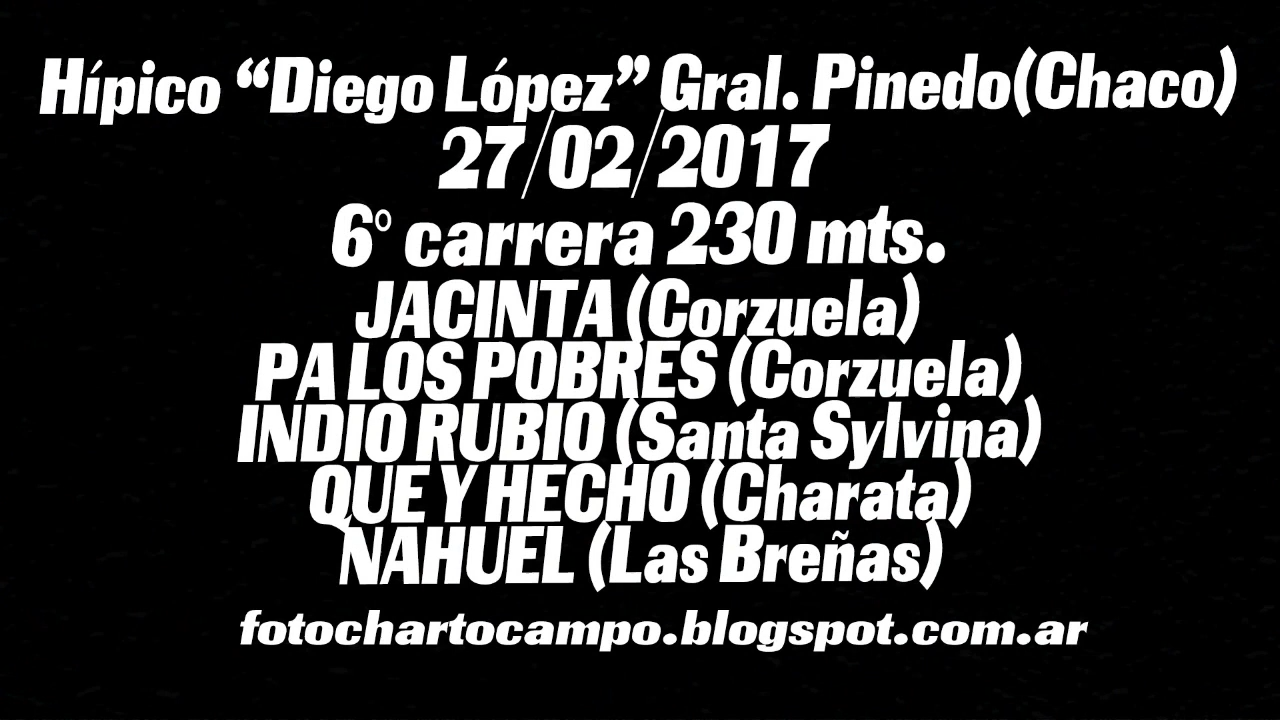 Hípico “Diego López” Gral. Pinedo(Chaco)
27/02/2017
6º carrera 230 mts.
JACINTA (Corzuela)
PA LOS POBRES (Corzuela)
INDIO RUBIO (Santa Sylvina)
QUE Y HECHO (Charata)
NAHUEL (Las Breñas)
fotochartocampo.blogspot.com.ar